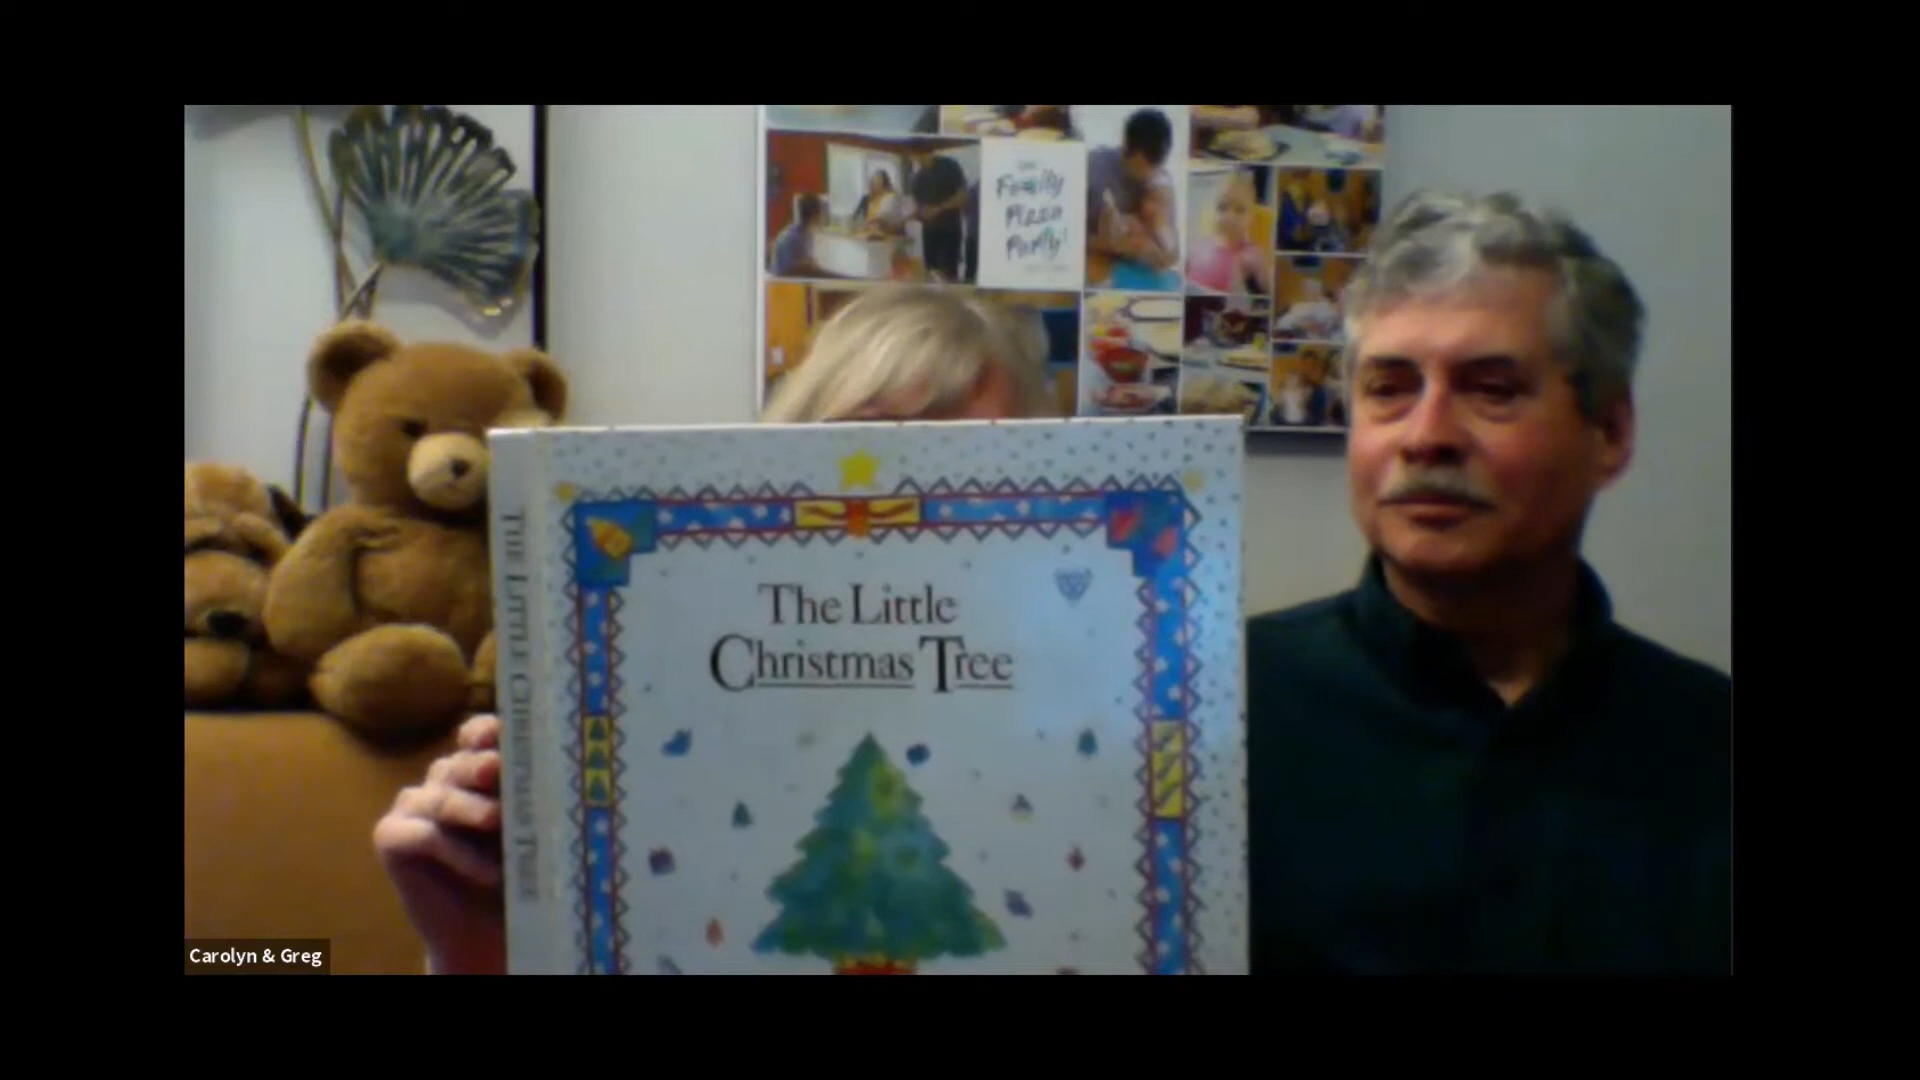 Family
Pizza
Party!
THE LITTLE CHRISTMAS TREE
The Little
Christmas Tree
Carolyn & Greg